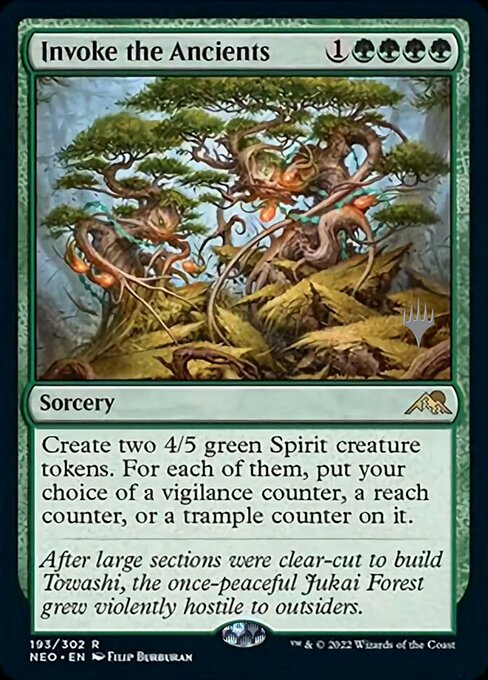 Invoke the Ancients 1
Sorcery
Create two 4/5 green Spirit creature
tokens. For each of them, put your
choice of a vigilance counter, a reach
counter, or a trample counter on it.
After large sections were clear-cut to build
Towashi, the once-peaceful Jukai Forest
grew violently hostile to outsiders.
193/302 R
NEO • EN Filip Burburan
™ & © 2022 Wizards of the Coast